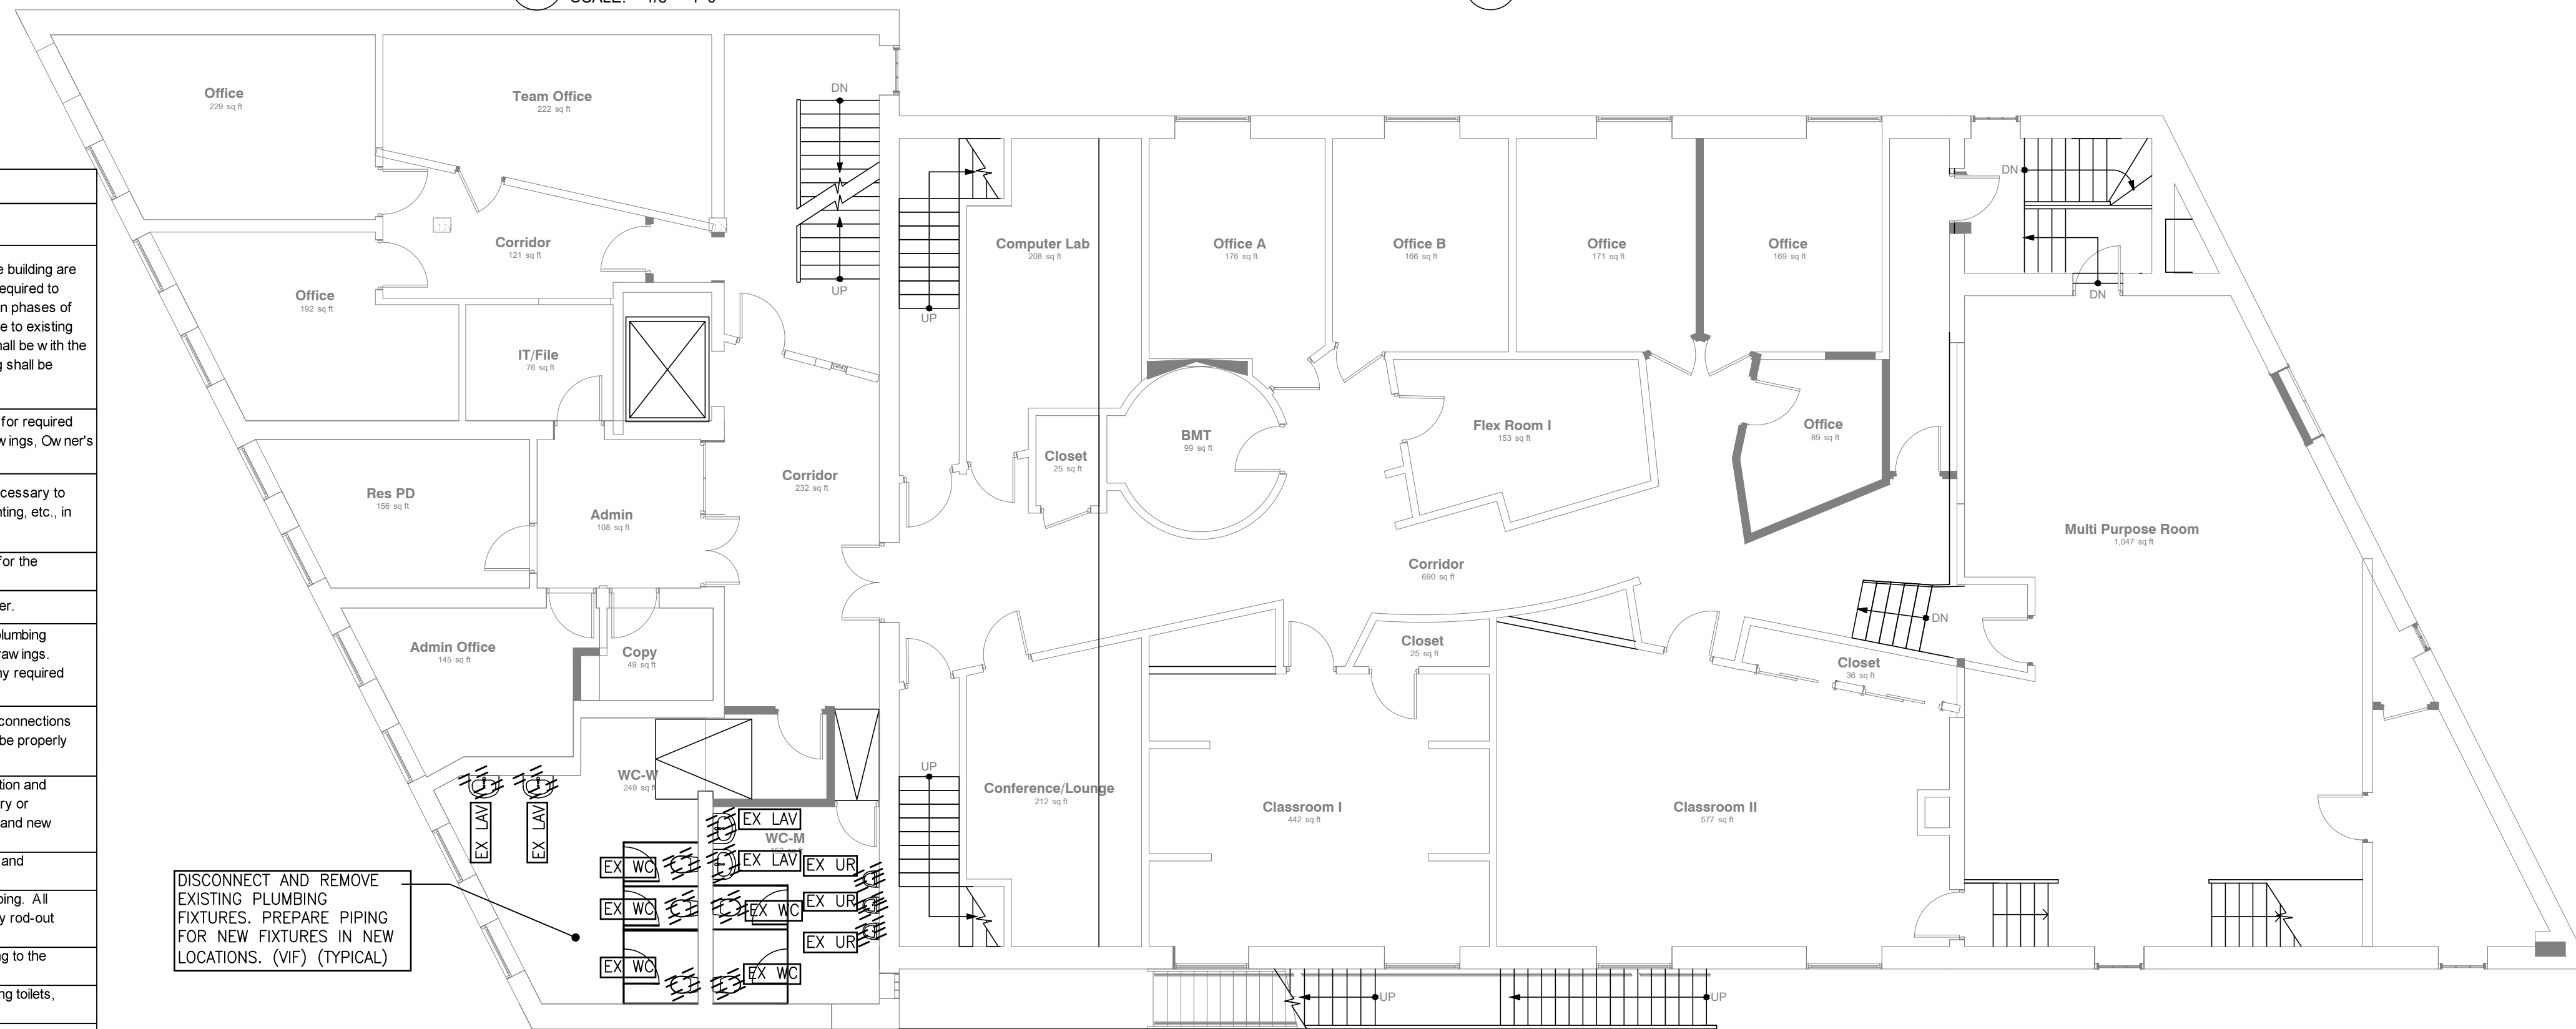 SCALE:
Office
229 sq ft
Team Office
222 sq ft
DN
UP
Corridor
121 sq ft
Office
192 sq ft
IT/File
76 sq ft
UP
Computer Lab
208 sq ft
Office A
176 sq ft
Office B
166 sq ft
Office
171 sq ft
Office
169 sq ft
DN
DN
e building are
equired to
n phases of
e to existing
hall be with the
g shall be
for required
wings, Owner's
cessary to
nting, etc., in
for the
er.
lumbing
rawings.
ny required
connections
be properly
tion and
ry or
and new
and
ping. All
y rod-out
ng to the
ng toilets,
Res PD
156 sq ft
Admin
108 sq ft
Corridor
232 sq ft
Closet
25 sq ft
BMT
99 sq ft
Flex Room I
153 sq ft
Office
89 sq ft
Multi Purpose Room
1,047 sq ft
Corridor
690 sq ft
Admin Office
145 sq ft
Copy
49 sq ft
Closet
25 sq ft
DN
Closet
36 sq ft
WC-W
249 sq ft
UP
Conference/Lounge
212 sq ft
Classroom I
442 sq ft
Classroom II
577 sq ft
EX LAV
EX LAV
EX LAV
WC-M
EX LAV
EX WC
EX UR
EX WC
EX WC
EX UR
EX UR
EX WC
EX WC
DISCONNECT AND REMOVE
EXISTING PLUMBING
FIXTURES. PREPARE PIPING
FOR NEW FIXTURES IN NEW
LOCATIONS. (VIF) (TYPICAL)
UP
UP